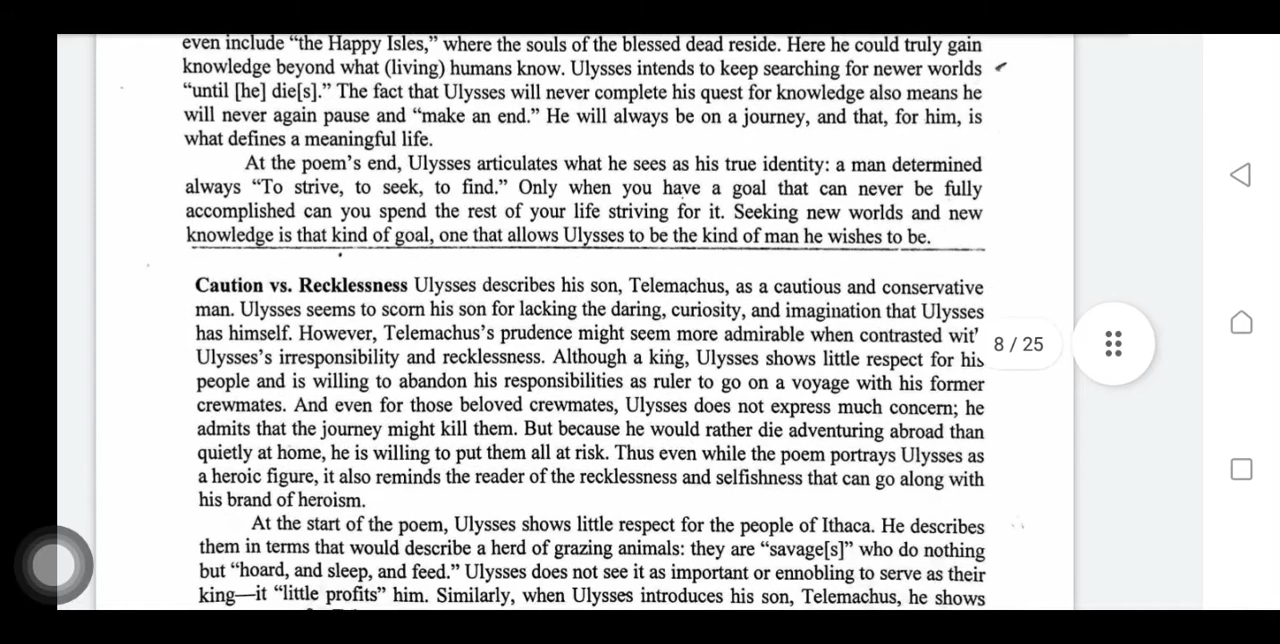 even include “the Happy Isles,” where the souls of the blessed dead reside. Here he could truly gain
knowledge beyond what (living) humans know. Ulysses intends to keep searching for newer worlds
“until [he] die[s].” The fact that Ulysses will never complete his quest for knowledge also means he
will never again pause and “make an end.” He will always be on a journey, and that, for him, is
what defines a meaningful life.
At the poem’s end, Ulysses articulates what he sees as his true identity: a man determined
always “To strive, to seek, to find.” Only when you have a goal that can never be fully
accomplished can you spend the rest of your life striving for it. Seeking new worlds and new
knowledge is that kind of goal, one that allows Ulysses to be the kind of man he wishes to be.
Caution vs. Recklessness Ulysses describes his son, Telemachus, as a cautious and conservative
man. Ulysses seems to scorn his son for lacking the daring, curiosity, and imagination that Ulysses
has himself. However, Telemachus’s prudence might seem more admirable when contrasted wit
Ulysses’s irresponsibility and recklessness. Although a king, Ulysses shows little respect for his
8 / 25
people and is willing to abandon his responsibilities as ruler to go on a voyage with his former
crewmates. And even for those beloved crewmates, Ulysses does not express much concern; he
admits that the journey might kill them. But because he would rather die adventuring abroad than
quietly at home, he is willing to put them all at risk. Thus even while the poem portrays Ulysses as
a heroic figure, it also reminds the reader of the recklessness and selfishness that can go along with
his brand of heroism.
At the start of the poem, Ulysses shows little respect for the people of Ithaca. He describes
them in terms that would describe a herd of grazing animals: they are “savage[s]” who do nothing
but “hoard, and sleep, and feed.” Ulysses does not see it as important or ennobling to serve as their
king—it “little profits” him. Similarly, when Ulysses introduces his son, Telemachus, he shows